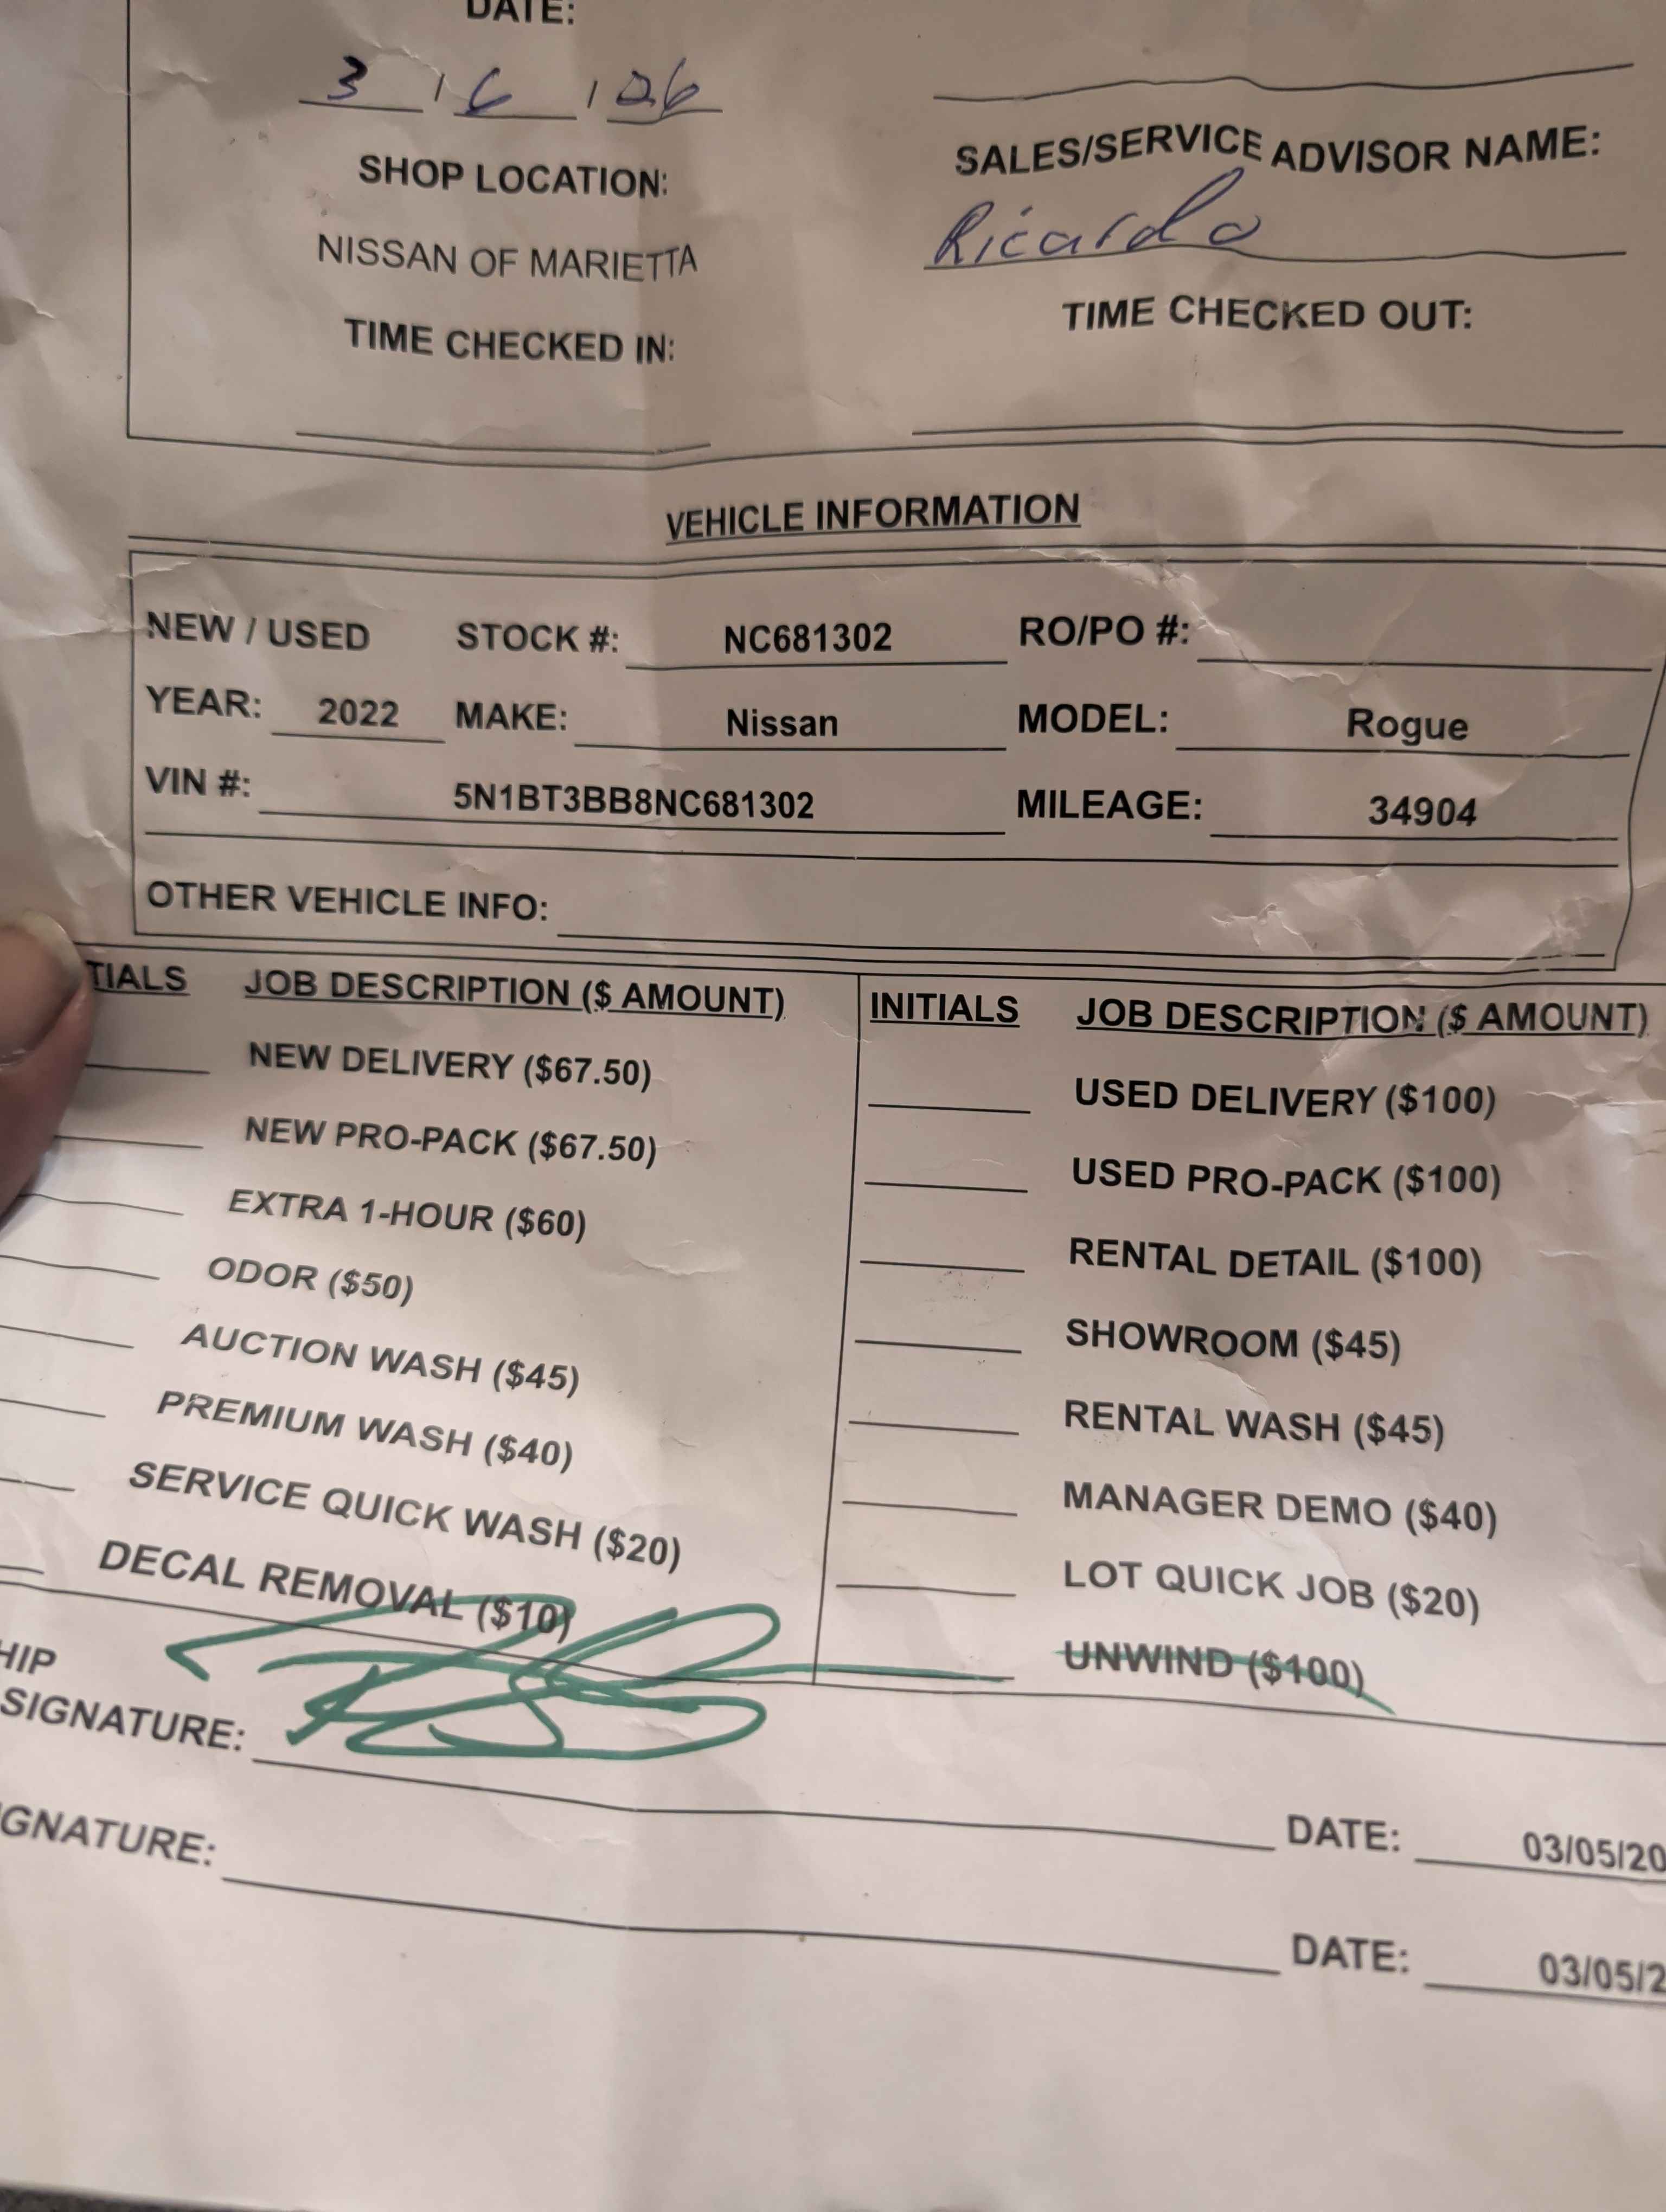 DATE:
3 / 6 / 26
SHOP LOCATION:
NISSAN OF MARIETTA
TIME CHECKED IN:
SALES/SERVICE ADVISOR NAME:
Ricardo
TIME CHECKED OUT:
VEHICLE INFORMATION
NEW / USED STOCK #: NC681302 RO/PO #:
YEAR: 2022 MAKE: Nissan MODEL: Rogue
VIN #: 5N1BT3BB8NC681302 MILEAGE: 34904
OTHER VEHICLE INFO:
TIALS JOB DESCRIPTION ($ AMOUNT)
NEW DELIVERY ($67.50)
NEW PRO-PACK ($67.50)
EXTRA 1-HOUR ($60)
ODOR ($50)
AUCTION WASH ($45)
PREMIUM WASH ($40)
SERVICE QUICK WASH ($20)
DECAL REMOVAL ($10)
INITIALS JOB DESCRIPTION ($ AMOUNT)
USED DELIVERY ($100)
USED PRO-PACK ($100)
RENTAL DETAIL ($100)
SHOWROOM ($45)
RENTAL WASH ($45)
MANAGER DEMO ($40)
LOT QUICK JOB ($20)
UNWIND ($100)
HIP
SIGNATURE: DATE: 03/05/20
GNATURE: DATE: 03/05/2